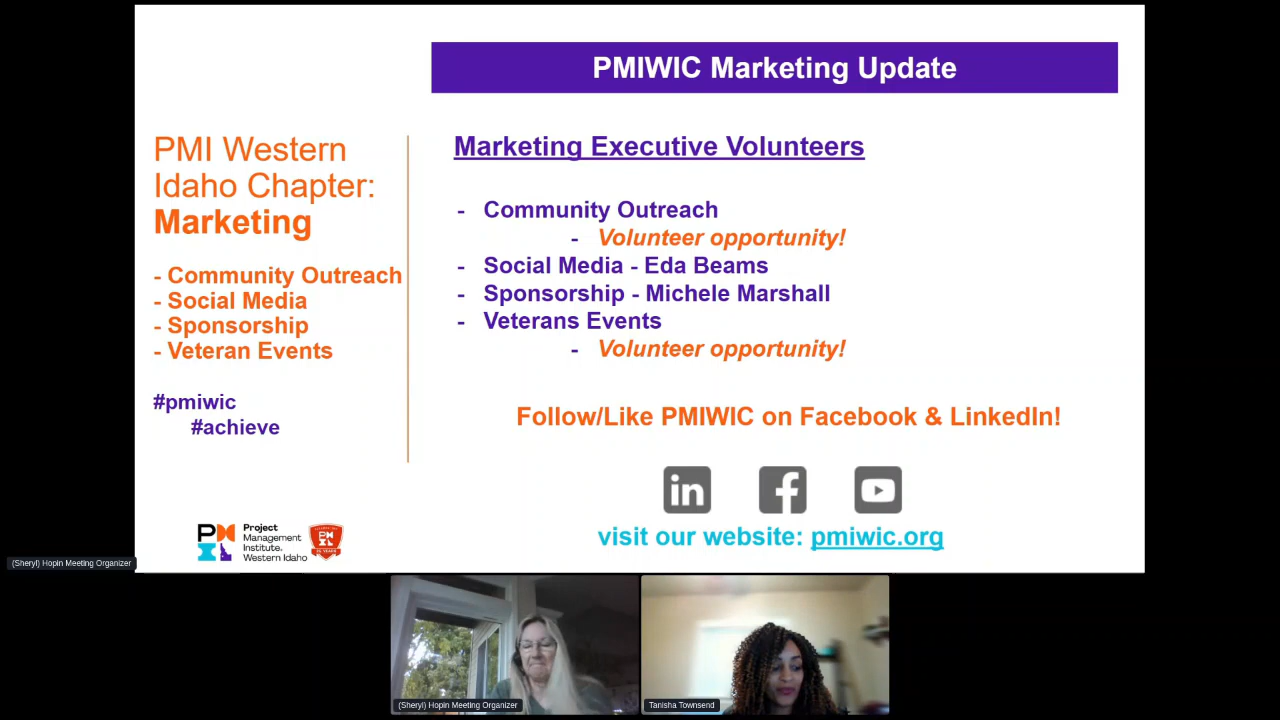 PMIWIC Marketing Update
PMI Western
Idaho Chapter:
Marketing
- Community Outreach
- Social Media
- Sponsorship
- Veteran Events
#pmiwic
#achieve
Marketing Executive Volunteers
- Community Outreach
- Volunteer opportunity!
- Social Media - Eda Beams
- Sponsorship - Michele Marshall
- Veterans Events
- Volunteer opportunity!
Follow/Like PMIWIC on Facebook & LinkedIn!
in f
visit our website: pmiwic.org
Project
Management
Institute.
Western Idaho
(Sheryl) Hopin Meeting Organizer
(Sheryl) Hopin Meeting Organizer
Tanisha Townsend